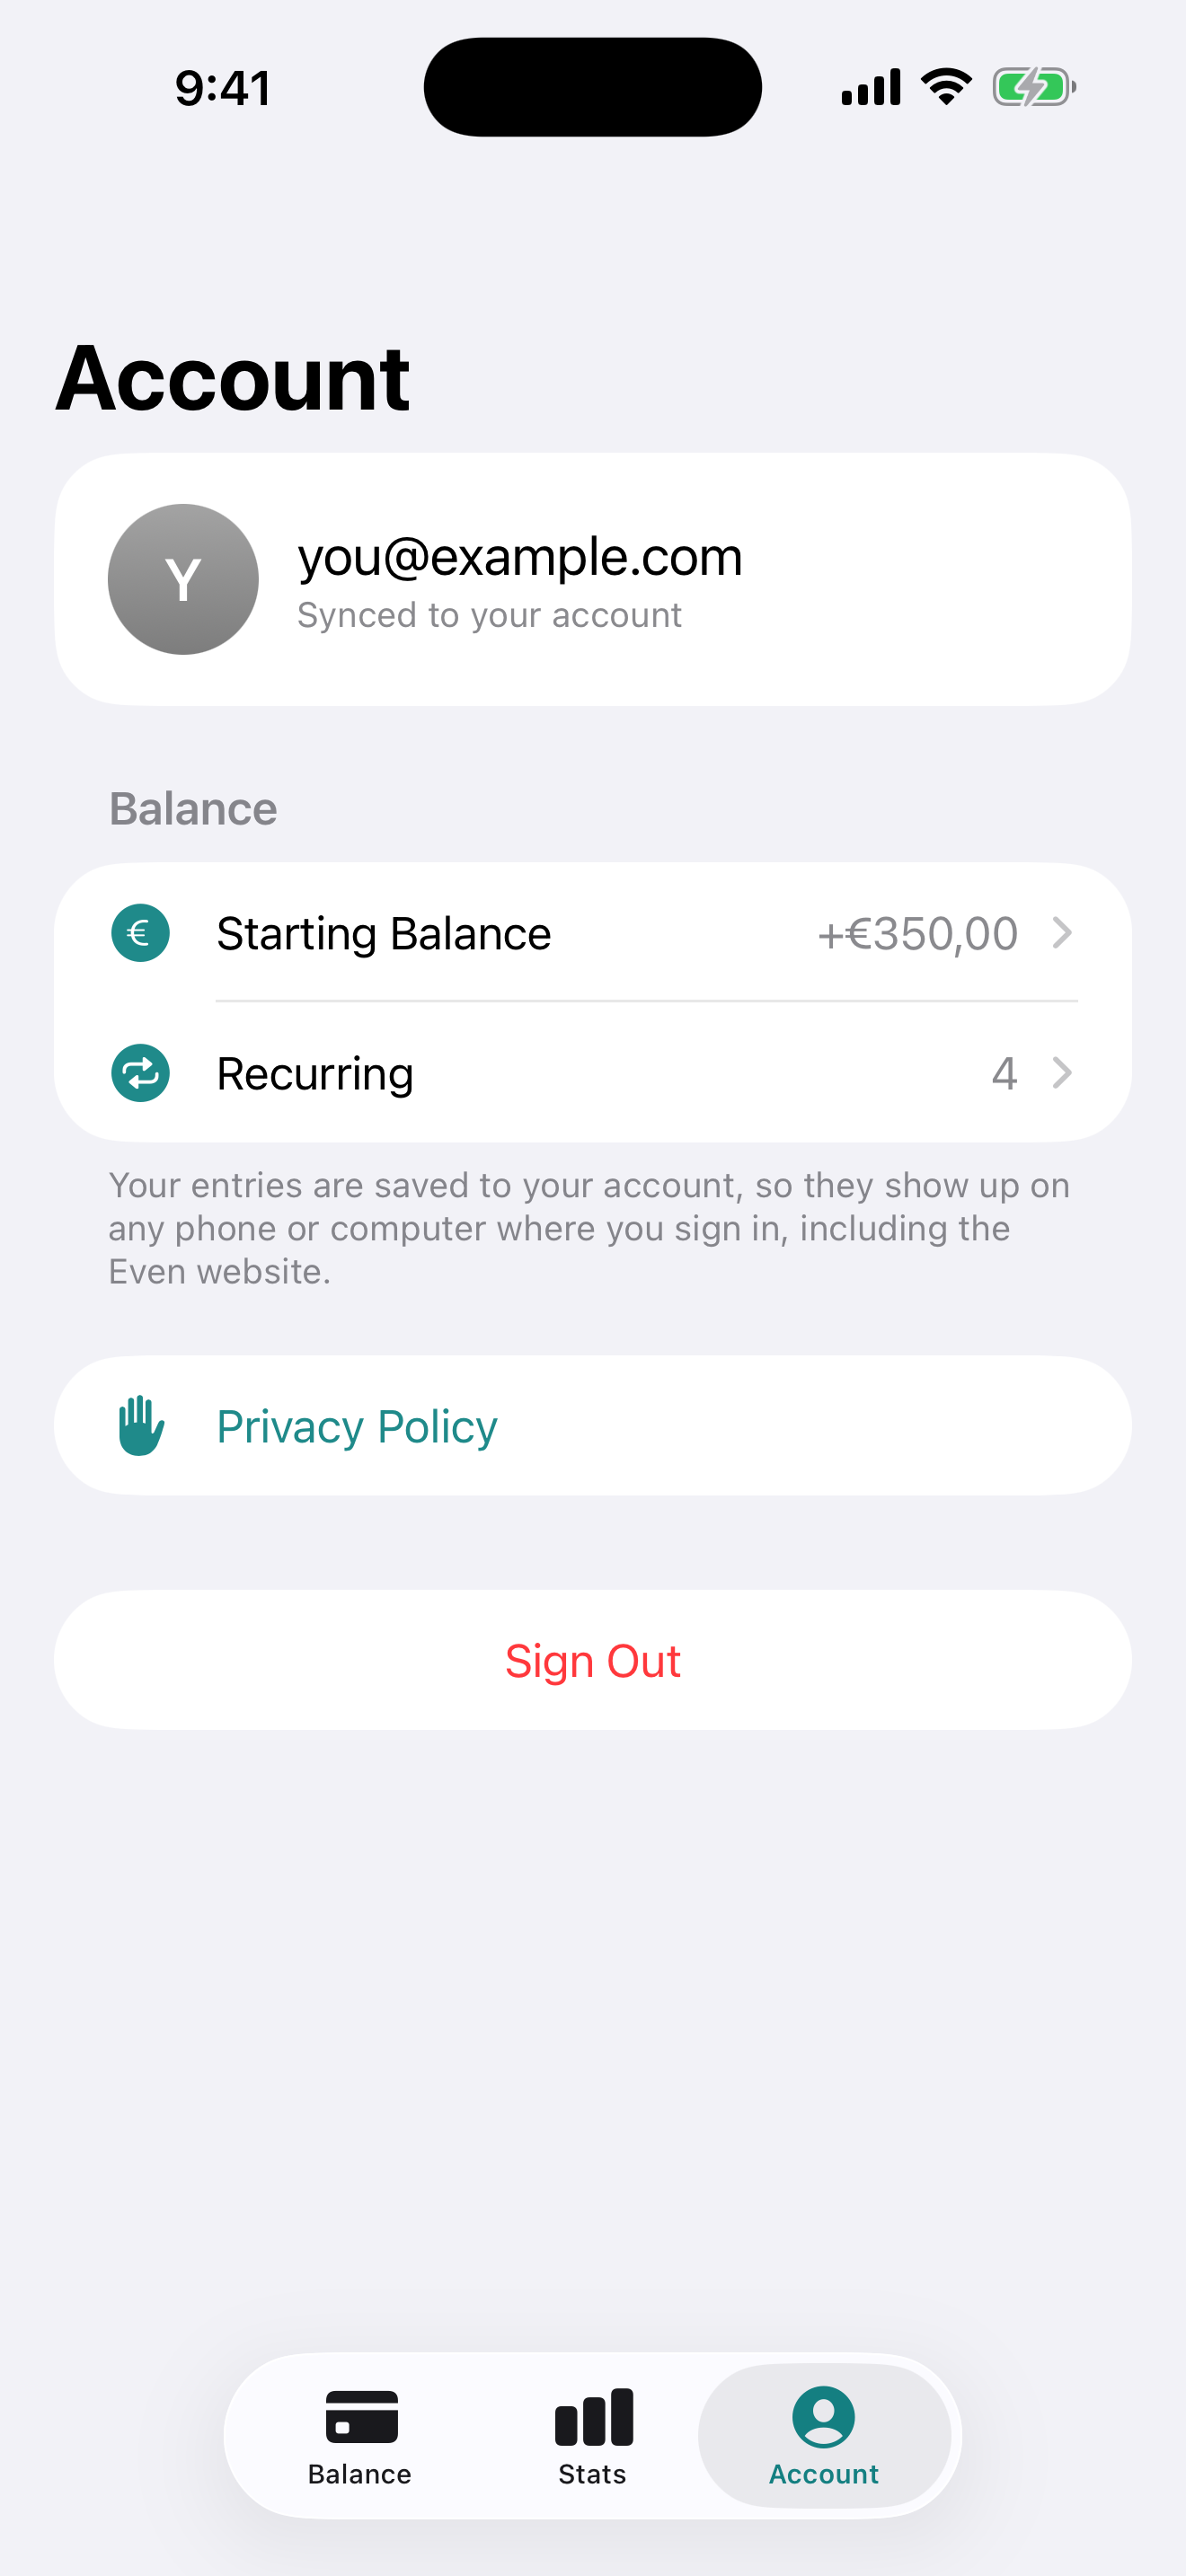 9:41
Account
Y
you@example.com
Synced to your account
Balance
€
Starting Balance
+€350,00
Recurring
4
Your entries are saved to your account, so they show up on
any phone or computer where you sign in, including the
Even website.
Privacy Policy
Sign Out
Balance
Stats
Account